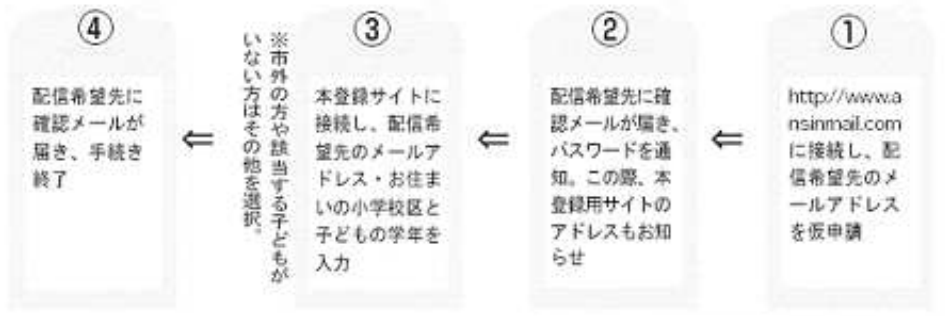 ①
http://www.a
nsinmail.com
に接続し、配
信希望先のメ
ールアドレス
を仮申請
⇐
②
配信希望先に確
認メールが届き、
パスワードを通
知。この際、本
登録用サイトの
アドレスもお知
らせ
⇐
③
本登録サイトに
接続し、配信希
望先のメールア
ドレス・お住ま
いの小学校区と
子どもの学年を
入力
※市外の方や該当する子どもが
いない方はその他を選択。
⇐
④
配信希望先に
確認メールが
届き、手続き
終了